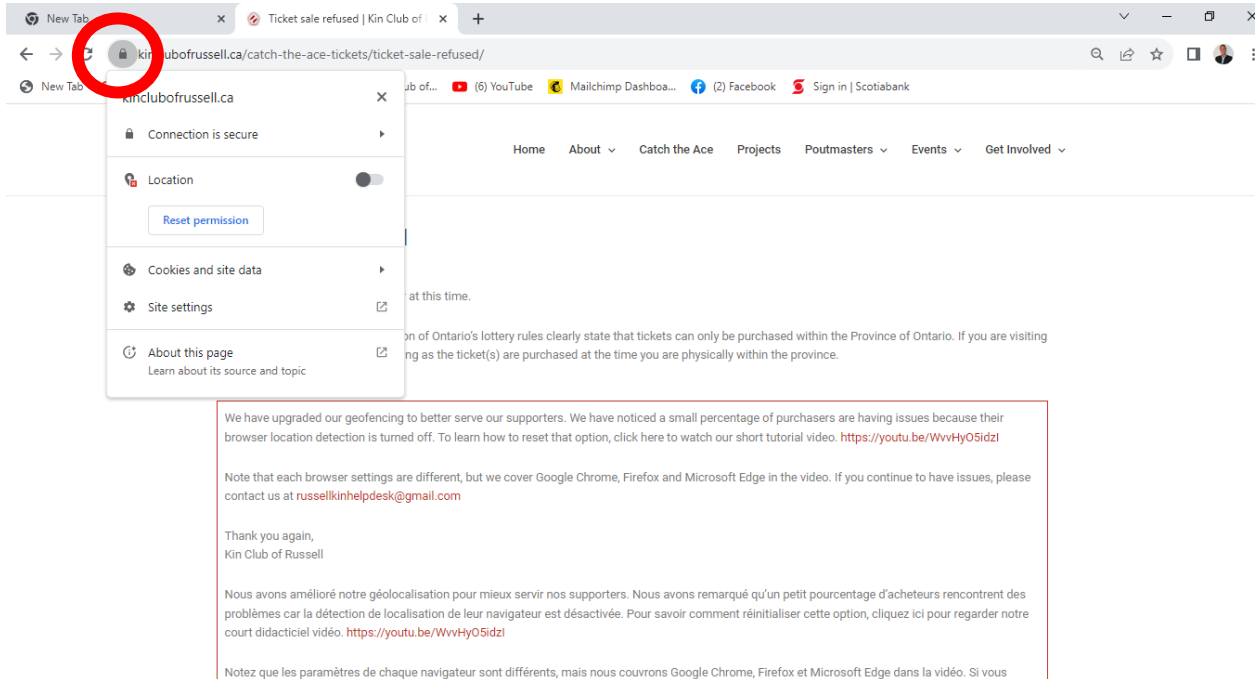 New Tab
Ticket sale refused | Kin Club of
kinclubofrussell.ca/catch-the-ace-tickets/ticket-sale-refused/
New Tab
ub of...
(6) YouTube
Mailchimp Dashboa...
(2) Facebook
Sign in | Scotiabank
kinclubofrussell.ca
Connection is secure
Location
Reset permission
Cookies and site data
Site settings
About this page
Learn about its source and topic
Home About Catch the Ace Projects Poutmasters Events Get Involved
at this time.
on of Ontario's lottery rules clearly state that tickets can only be purchased within the Province of Ontario. If you are visiting
ng as the ticket(s) are purchased at the time you are physically within the province.
We have upgraded our geofencing to better serve our supporters. We have noticed a small percentage of purchasers are having issues because their
browser location detection is turned off. To learn how to reset that option, click here to watch our short tutorial video. https://youtu.be/WvvHyO5idzI
Note that each browser settings are different, but we cover Google Chrome, Firefox and Microsoft Edge in the video. If you continue to have issues, please
contact us at russellkinhelpdesk@gmail.com
Thank you again,
Kin Club of Russell
Nous avons amélioré notre géolocalisation pour mieux servir nos supporters. Nous avons remarqué qu'un petit pourcentage d'acheteurs rencontrent des
problèmes car la détection de localisation de leur navigateur est désactivée. Pour savoir comment réinitialiser cette option, cliquez ici pour regarder notre
court didacticiel vidéo. https://youtu.be/WvvHyO5idzI
Notez que les paramètres de chaque navigateur sont différents, mais nous couvrons Google Chrome, Firefox et Microsoft Edge dans la vidéo. Si vous